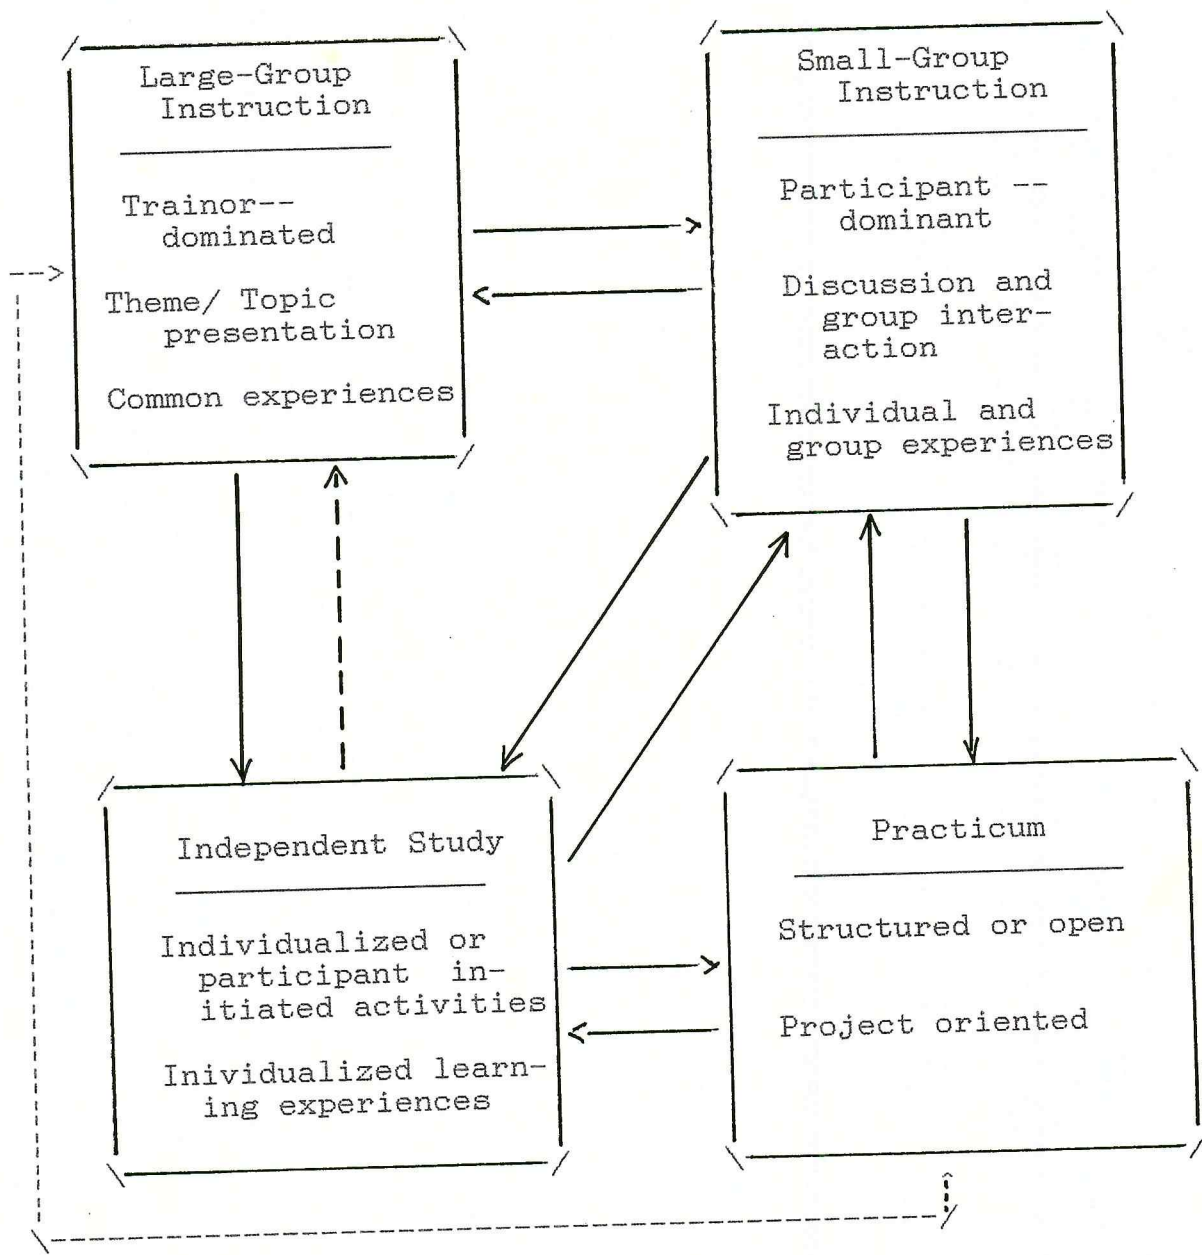 Large-Group
Instruction
Trainor--
dominated
Theme/ Topic
presentation
Common experiences
Small-Group
Instruction
Participant --
dominant
Discussion and
group inter-
action
Individual and
group experiences
Independent Study
Individualized or
participant in-
itiated activities
Inividualized learn-
ing experiences
Practicum
Structured or open
Project oriented